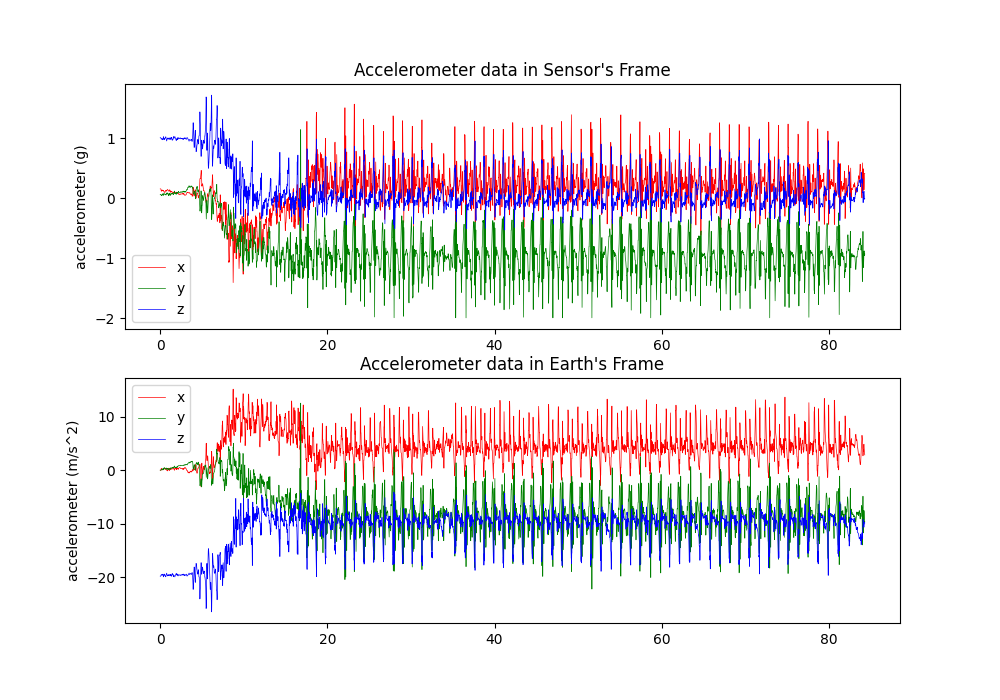 Accelerometer data in Sensor's Frame
accelerometer (g)
1
0
−1
−2
x
y
z
0 20 40 60 80
Accelerometer data in Earth's Frame
accelerometer (m/s^2)
10
0
−10
−20
x
y
z
0 20 40 60 80